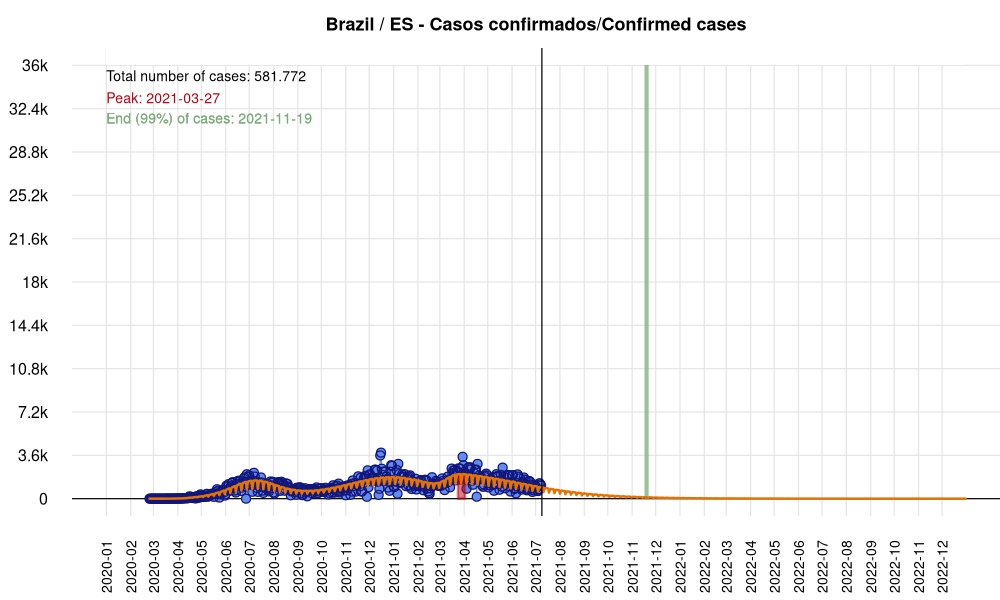 Brazil / ES - Casos confirmados/Confirmed cases
Total number of cases: 581.772
Peak: 2021-03-27
End (99%) of cases: 2021-11-19
36k
32.4k
28.8k
25.2k
21.6k
18k
14.4k
10.8k
7.2k
3.6k
0
2020-01
2020-02
2020-03
2020-04
2020-05
2020-06
2020-07
2020-08
2020-09
2020-10
2020-11
2020-12
2021-01
2021-02
2021-03
2021-04
2021-05
2021-06
2021-07
2021-08
2021-09
2021-10
2021-11
2021-12
2022-01
2022-02
2022-03
2022-04
2022-05
2022-06
2022-07
2022-08
2022-09
2022-10
2022-11
2022-12